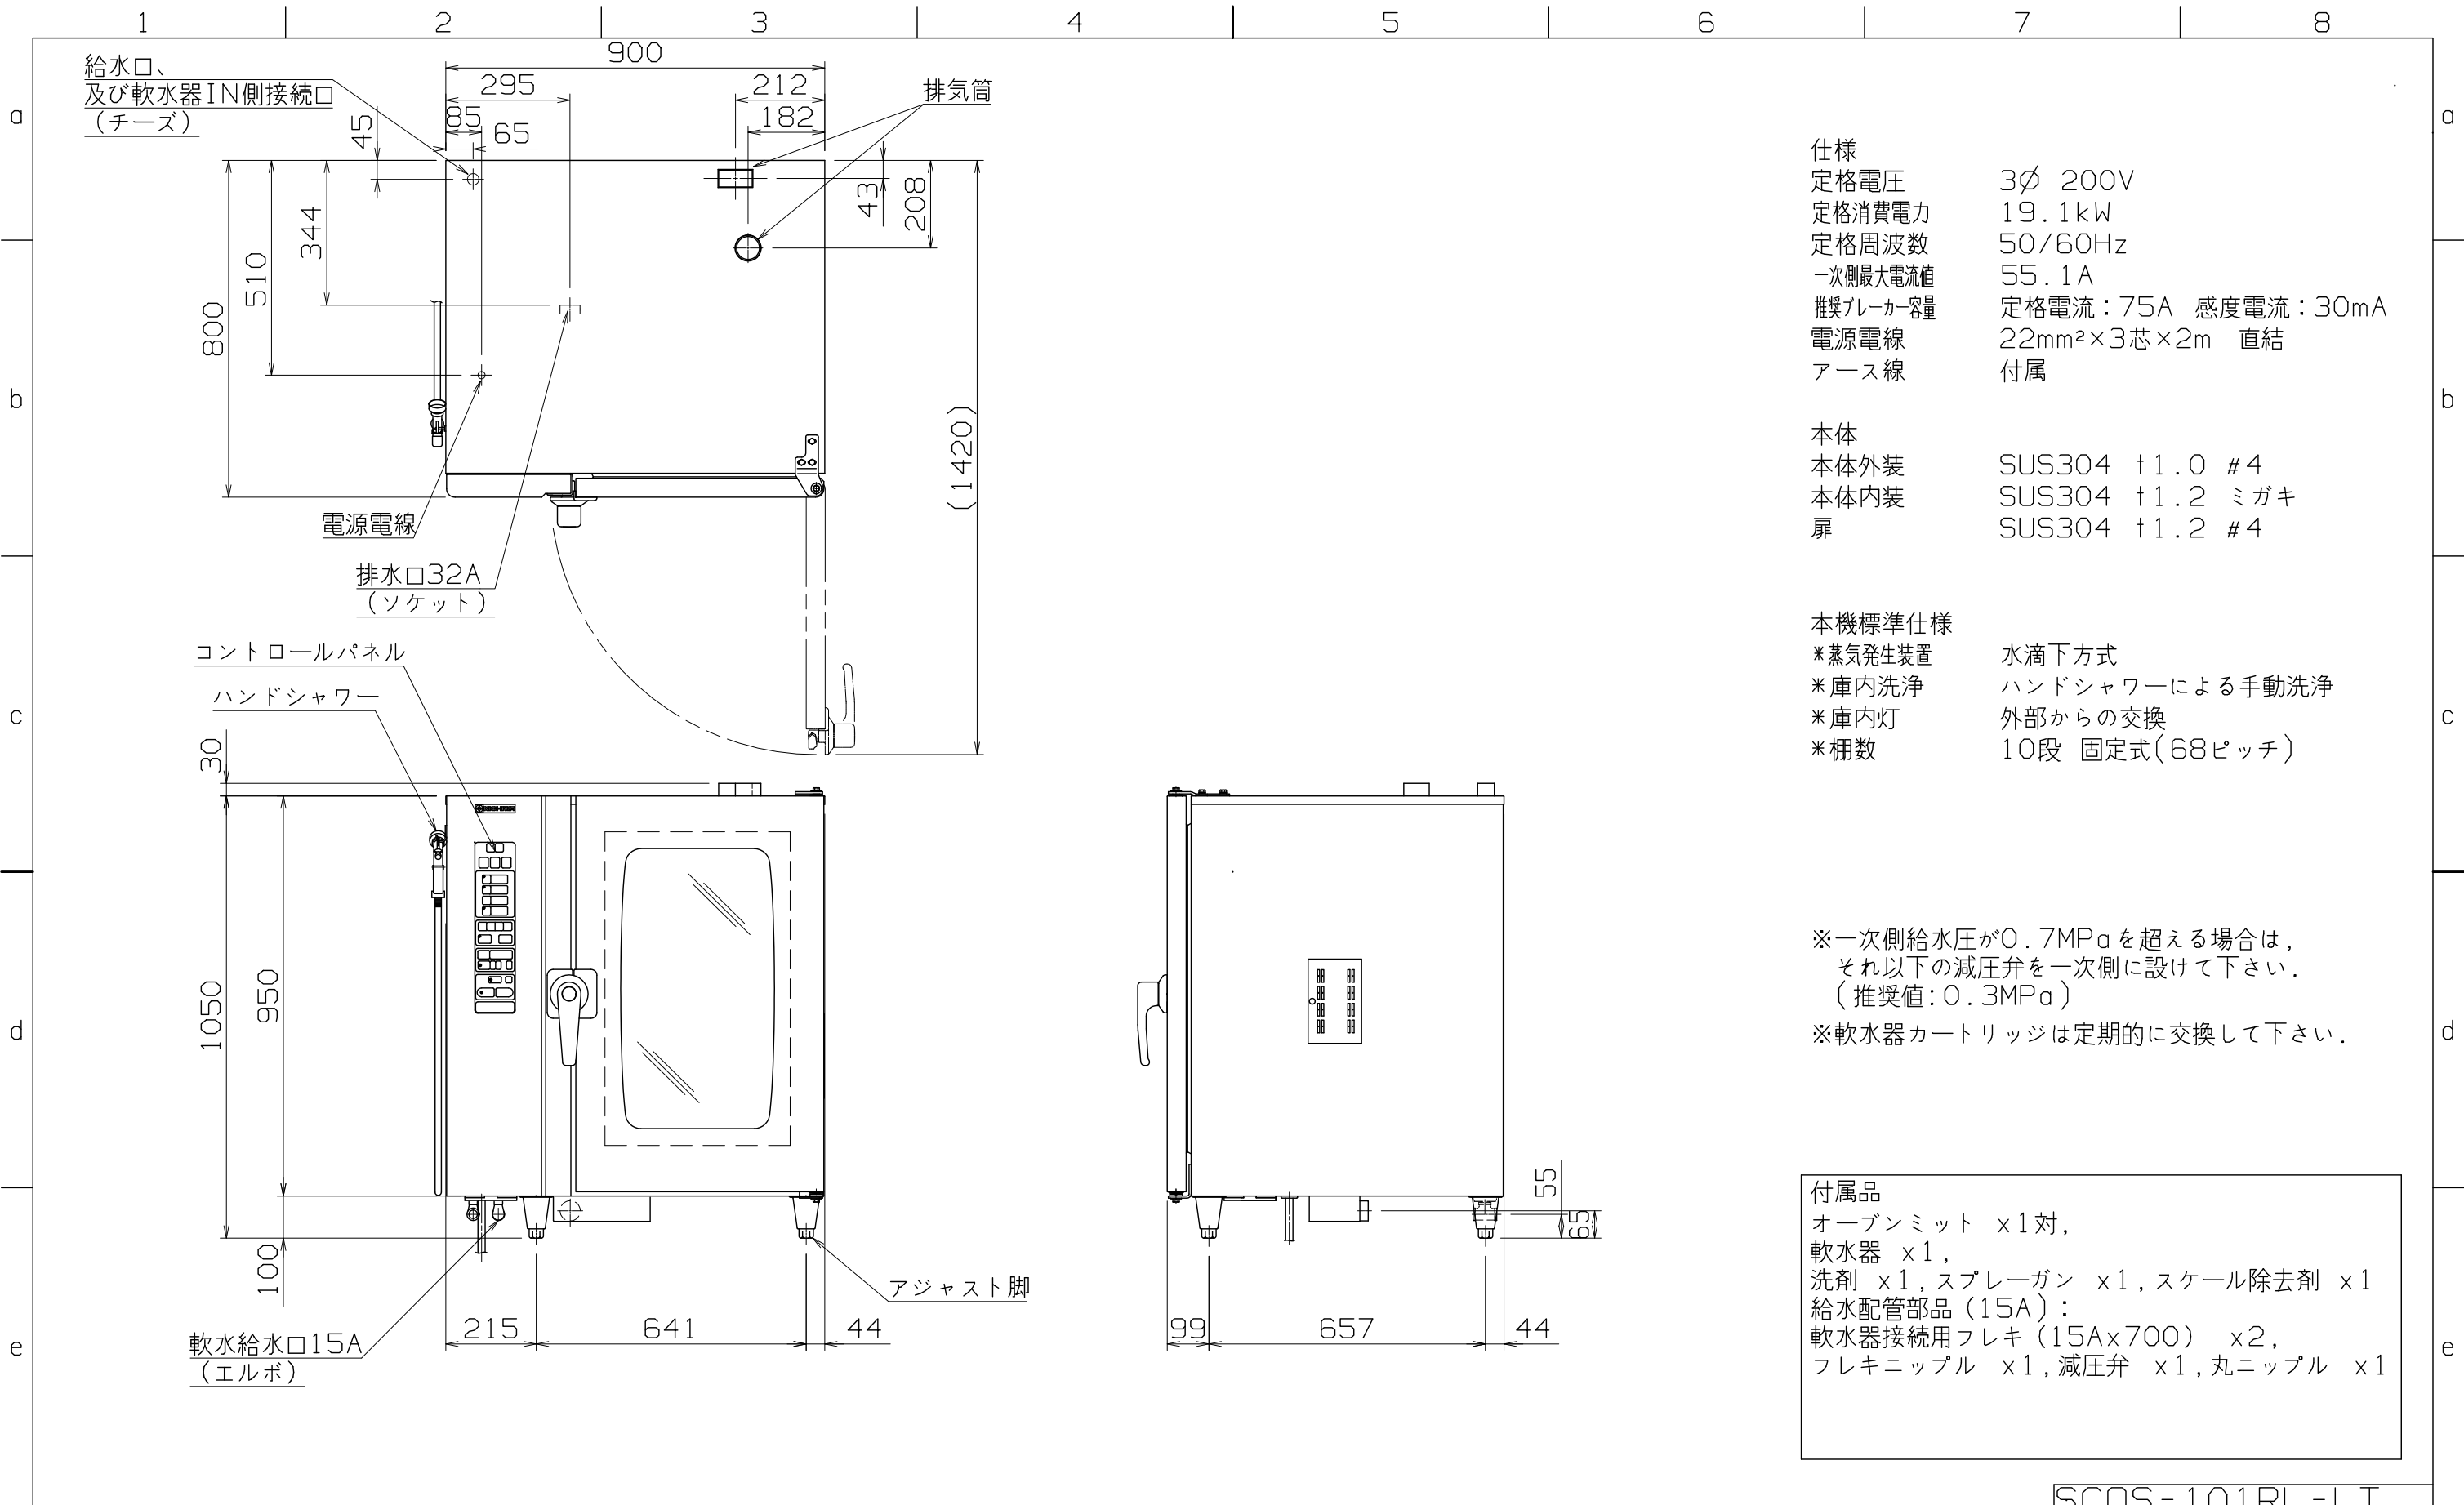 1 2 3 4 5 6 7 8
a a
b b
c c
d d
e e
給水口、
及び軟水器IN側接続口
(チーズ)
900
295
212
85
182
65
45
排気筒
800
510
344
43
208
(1420)
電源電線
排水口32A
(ソケット)
コントロールパネル
ハンドシャワー
30
1050
950
100
軟水給水口15A
(エルボ)
215
641
44
アジャスト脚
99
657
44
55
65
仕様
定格電圧 3Ø 200V
定格消費電力 19.1kW
定格周波数 50/60Hz
一次側最大電流値 55.1A
推奨ブレーカー容量 定格電流:75A 感度電流:30mA
電源電線 22mm²×3芯×2m 直結
アース線 付属
本体
本体外装 SUS304 t1.0 #4
本体内装 SUS304 t1.2 ミガキ
扉 SUS304 t1.2 #4
本機標準仕様
*蒸気発生装置 水滴下方式
*庫内洗浄 ハンドシャワーによる手動洗浄
*庫内灯 外部からの交換
*棚数 10段 固定式(68ピッチ)
※一次側給水圧が0.7MPaを超える場合は,
それ以下の減圧弁を一次側に設けて下さい.
(推奨値:0.3MPa)
※軟水器カートリッジは定期的に交換して下さい.
付属品
オーブンミット x1対,
軟水器 x1,
洗剤 x1,スプレーガン x1,スケール除去剤 x1
給水配管部品(15A):
軟水器接続用フレキ(15Ax700) x2,
フレキニップル x1,減圧弁 x1,丸ニップル x1
SCOS-101RL-LT